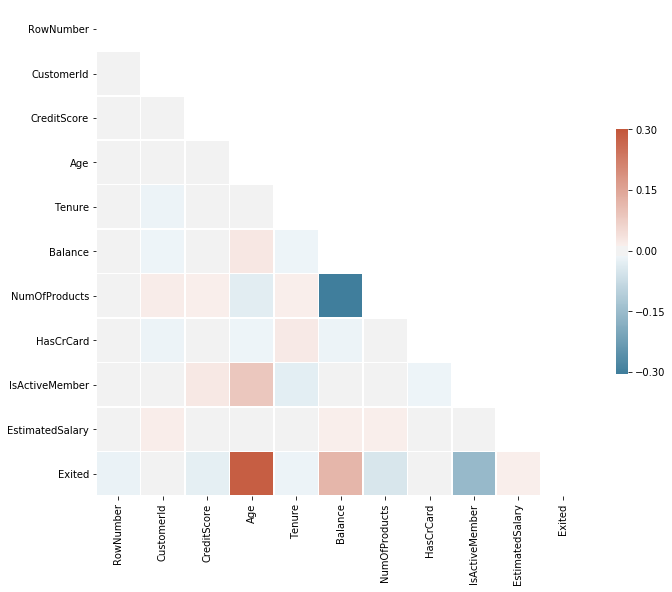 RowNumber
CustomerId
CreditScore
Age
Tenure
Balance
NumOfProducts
HasCrCard
IsActiveMember
EstimatedSalary
Exited
RowNumber
CustomerId
CreditScore
Age
Tenure
Balance
NumOfProducts
HasCrCard
IsActiveMember
EstimatedSalary
Exited
0.30
0.15
0.00
−0.15
−0.30